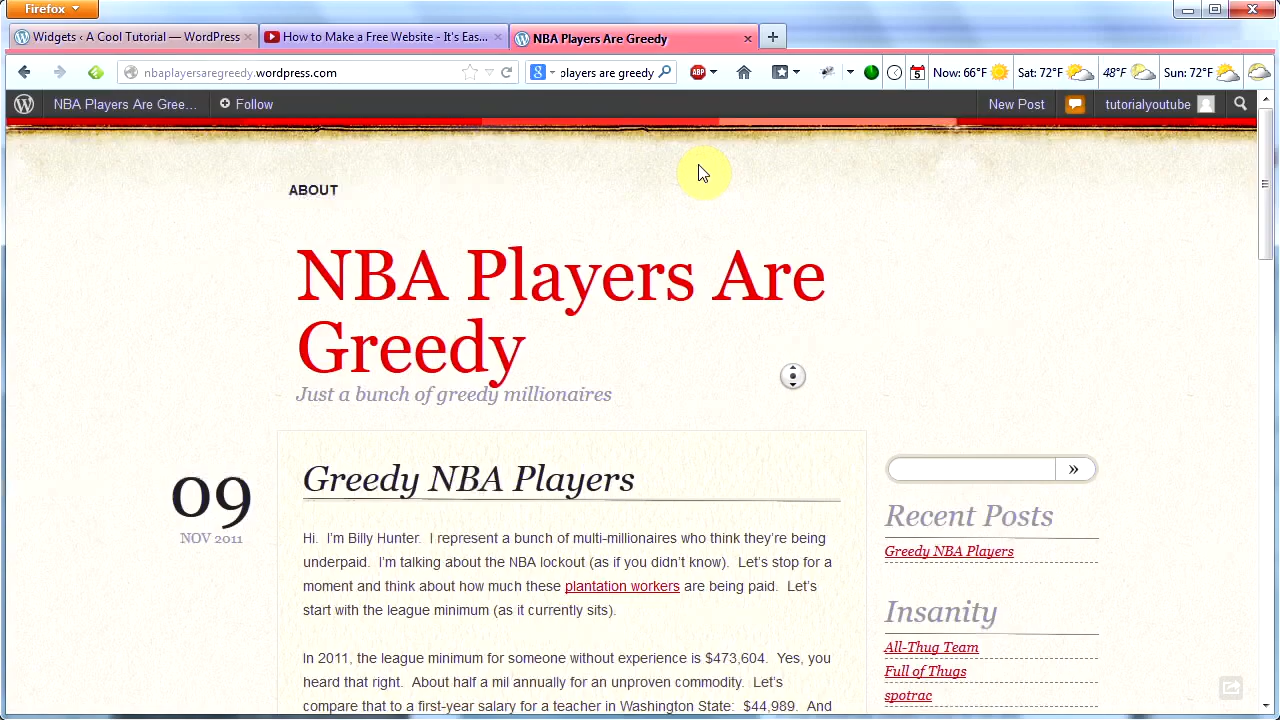 Firefox
Widgets ‹ A Cool Tutorial — WordPress
How to Make a Free Website - It's Eas...
NBA Players Are Greedy
nbaplayersaregreedy.wordpress.com
players are greedy
ABP
5
Now: 66°F
Sat: 72°F
48°F
Sun: 72°F
NBA Players Are Gree...
Follow
New Post
tutorialyoutube
ABOUT
NBA Players Are
Greedy
Just a bunch of greedy millionaires
09
NOV 2011
Greedy NBA Players
Hi. I'm Billy Hunter. I represent a bunch of multi-millionaires who think they're being
underpaid. I'm talking about the NBA lockout (as if you didn't know). Let's stop for a
moment and think about how much these plantation workers are being paid. Let's
start with the league minimum (as it currently sits).
In 2011, the league minimum for someone without experience is $473,604. Yes, you
heard that right. About half a mil annually for an unproven commodity. Let's
compare that to a first-year salary of a teacher in Washington State: $44,989. And
»
Recent Posts
Greedy NBA Players
Insanity
All-Thug Team
Full of Thugs
spotrac